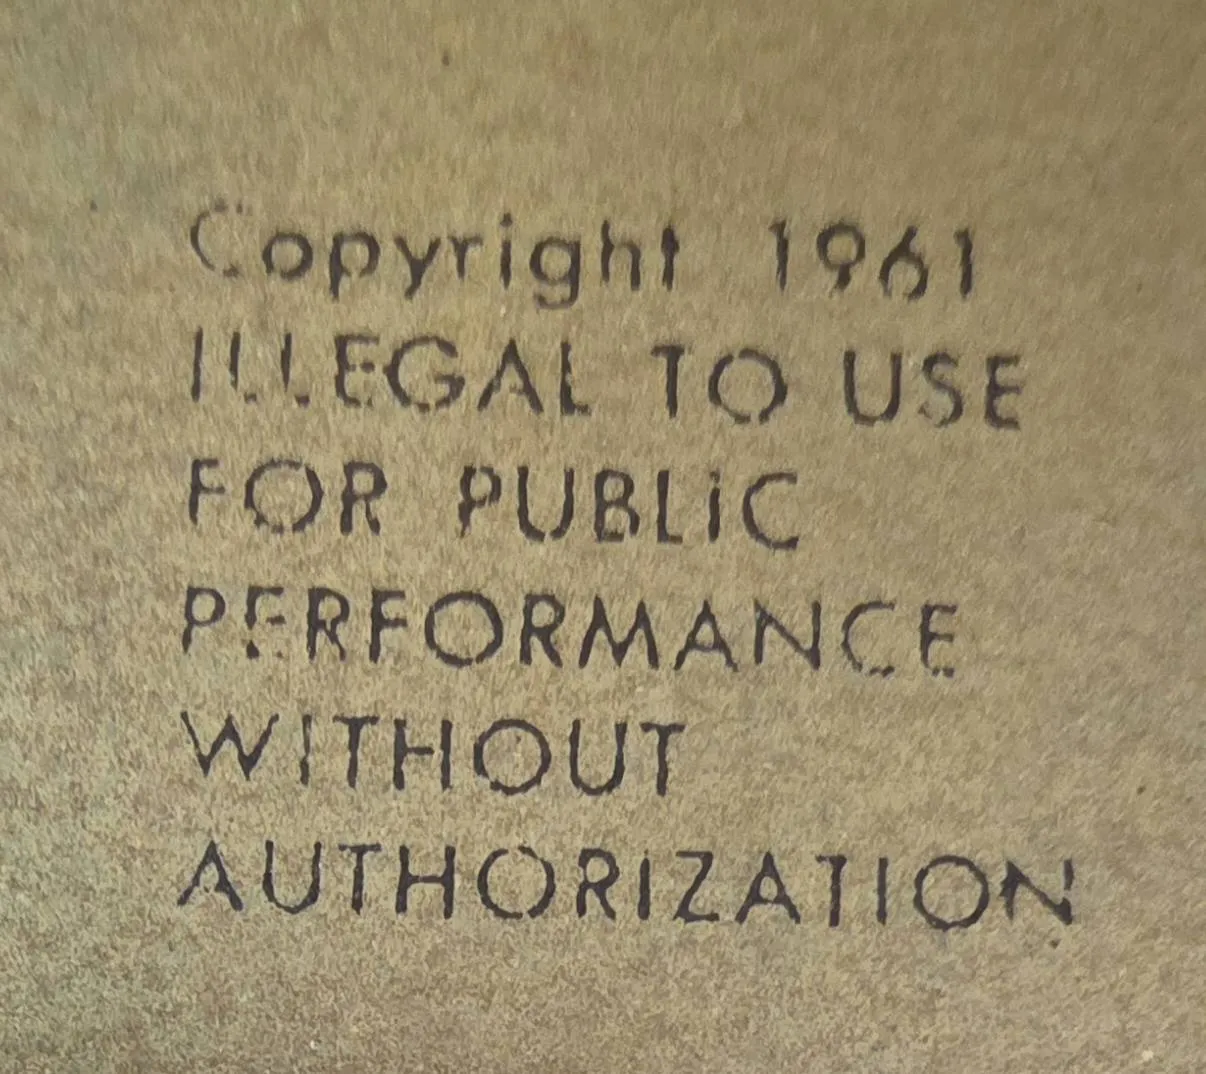 Copyright 1961
ILLEGAL TO USE
FOR PUBLIC
PERFORMANCE
WITHOUT
AUTHORIZATION